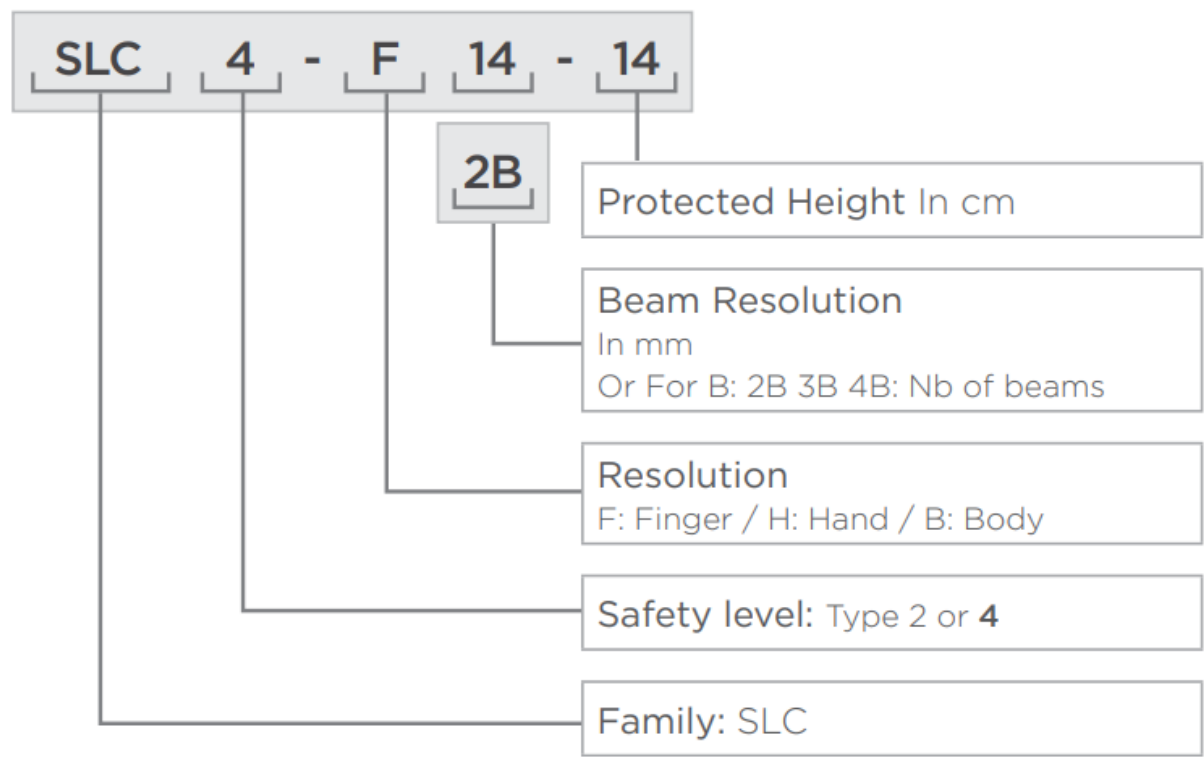 SLC 4 - F 14 - 14
2B
Protected Height In cm
Beam Resolution
In mm
Or For B: 2B 3B 4B: Nb of beams
Resolution
F: Finger / H: Hand / B: Body
Safety level: Type 2 or 4
Family: SLC